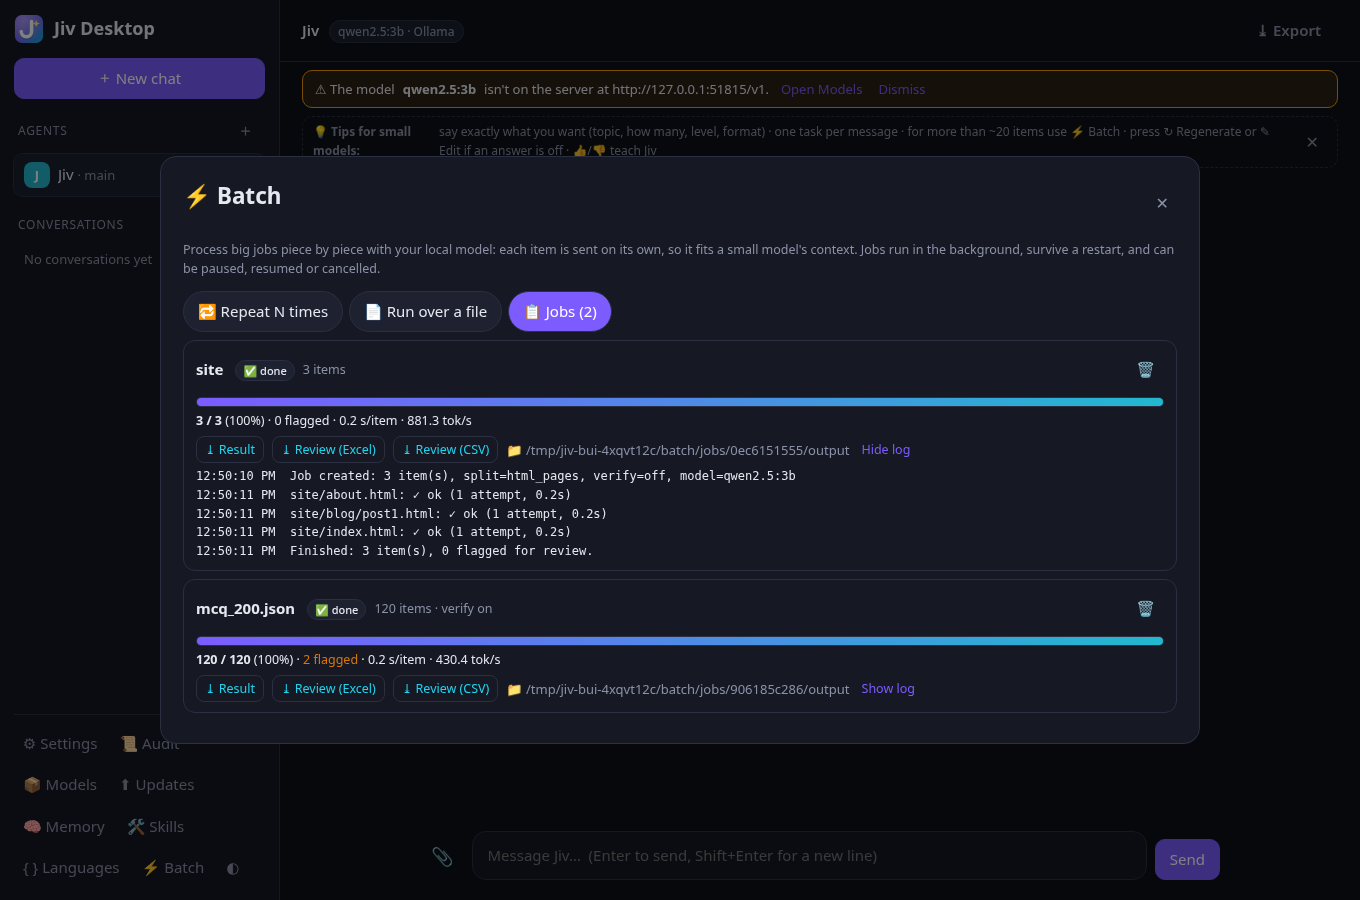 Jiv Desktop
+ New chat
AGENTS
+
J Jiv · main
CONVERSATIONS
No conversations yet
⚙ Settings 📜 Audit
📦 Models ⬆ Updates
🧠 Memory 🛠️ Skills
{ } Languages ⚡ Batch ◐
Jiv qwen2.5:3b · Ollama
⤓ Export
⚠ The model qwen2.5:3b isn't on the server at http://127.0.0.1:51815/v1. Open Models Dismiss
💡 Tips for small models:
say exactly what you want (topic, how many, level, format) · one task per message · for more than ~20 items use ⚡ Batch · press ↻ Regenerate or ✎
Edit if an answer is off · 👍/👎 teach Jiv
✕
⚡ Batch
✕
Process big jobs piece by piece with your local model: each item is sent on its own, so it fits a small model's context. Jobs run in the background, survive a restart, and can
be paused, resumed or cancelled.
🔁 Repeat N times 📄 Run over a file 📋 Jobs (2)
site ✅ done 3 items 🗑️
3 / 3 (100%) · 0 flagged · 0.2 s/item · 881.3 tok/s
⤓ Result ⤓ Review (Excel) ⤓ Review (CSV) 📁 /tmp/jiv-bui-4xqvt12c/batch/jobs/0ec6151555/output Hide log
12:50:10 PM Job created: 3 item(s), split=html_pages, verify=off, model=qwen2.5:3b
12:50:11 PM site/about.html: ✓ ok (1 attempt, 0.2s)
12:50:11 PM site/blog/post1.html: ✓ ok (1 attempt, 0.2s)
12:50:11 PM site/index.html: ✓ ok (1 attempt, 0.2s)
12:50:11 PM Finished: 3 item(s), 0 flagged for review.
mcq_200.json ✅ done 120 items · verify on 🗑️
120 / 120 (100%) · 2 flagged · 0.2 s/item · 430.4 tok/s
⤓ Result ⤓ Review (Excel) ⤓ Review (CSV) 📁 /tmp/jiv-bui-4xqvt12c/batch/jobs/906185c286/output Show log
📎 Message Jiv... (Enter to send, Shift+Enter for a new line) Send